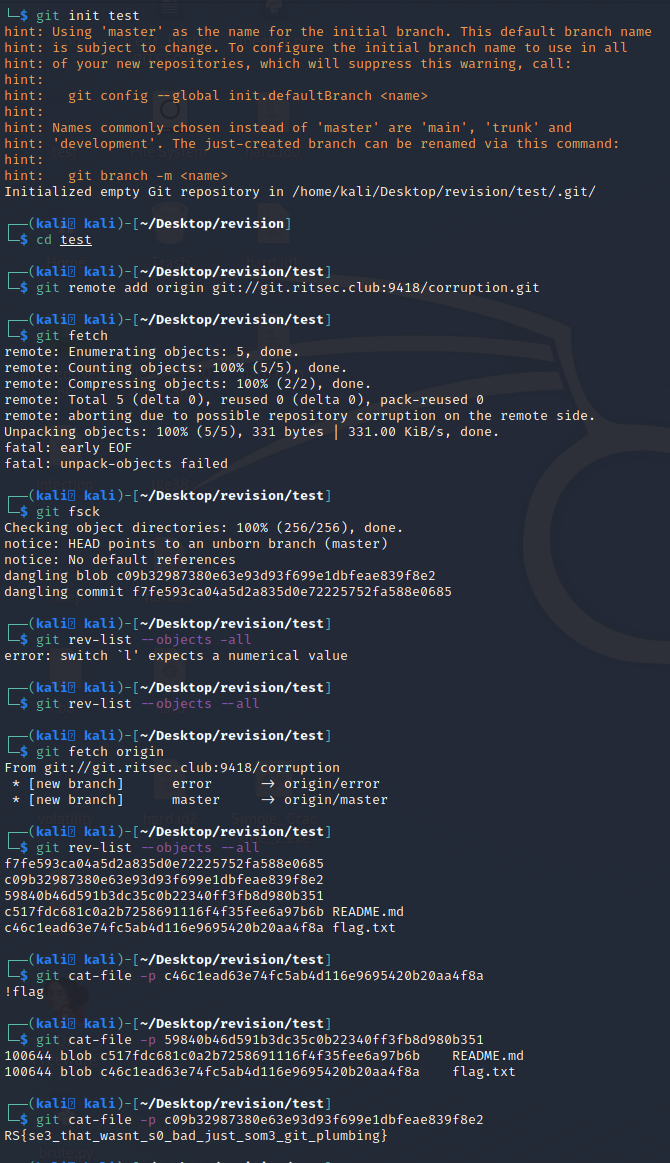 └─$ git init test
hint: Using 'master' as the name for the initial branch. This default branch name
hint: is subject to change. To configure the initial branch name to use in all
hint: of your new repositories, which will suppress this warning, call:
hint:
hint:   git config --global init.defaultBranch <name>
hint:
hint: Names commonly chosen instead of 'master' are 'main', 'trunk' and
hint: 'development'. The just-created branch can be renamed via this command:
hint:
hint:   git branch -m <name>
Initialized empty Git repository in /home/kali/Desktop/revision/test/.git/
┌──(kali kali)-[~/Desktop/revision]
└─$ cd test
┌──(kali kali)-[~/Desktop/revision/test]
└─$ git remote add origin git://git.ritsec.club:9418/corruption.git
┌──(kali kali)-[~/Desktop/revision/test]
└─$ git fetch
remote: Enumerating objects: 5, done.
remote: Counting objects: 100% (5/5), done.
remote: Compressing objects: 100% (2/2), done.
remote: Total 5 (delta 0), reused 0 (delta 0), pack-reused 0
remote: aborting due to possible repository corruption on the remote side.
Unpacking objects: 100% (5/5), 331 bytes | 331.00 KiB/s, done.
fatal: early EOF
fatal: unpack-objects failed
┌──(kali kali)-[~/Desktop/revision/test]
└─$ git fsck
Checking object directories: 100% (256/256), done.
notice: HEAD points to an unborn branch (master)
notice: No default references
dangling blob c09b32987380e63e93d93f699e1dbfeae839f8e2
dangling commit f7fe593ca04a5d2a835d0e72225752fa588e0685
┌──(kali kali)-[~/Desktop/revision/test]
└─$ git rev-list --objects -all
error: switch `l' expects a numerical value
┌──(kali kali)-[~/Desktop/revision/test]
└─$ git rev-list --objects --all
┌──(kali kali)-[~/Desktop/revision/test]
└─$ git fetch origin
From git://git.ritsec.club:9418/corruption
 * [new branch]      error      -> origin/error
 * [new branch]      master     -> origin/master
┌──(kali kali)-[~/Desktop/revision/test]
└─$ git rev-list --objects --all
f7fe593ca04a5d2a835d0e72225752fa588e0685
c09b32987380e63e93d93f699e1dbfeae839f8e2
59840b46d591b3dc35c0b22340ff3fb8d980b351
c517fdc681c0a2b7258691116f4f35fee6a97b6b README.md
c46c1ead63e74fc5ab4d116e9695420b20aa4f8a flag.txt
┌──(kali kali)-[~/Desktop/revision/test]
└─$ git cat-file -p c46c1ead63e74fc5ab4d116e9695420b20aa4f8a
!flag
┌──(kali kali)-[~/Desktop/revision/test]
└─$ git cat-file -p 59840b46d591b3dc35c0b22340ff3fb8d980b351
100644 blob c517fdc681c0a2b7258691116f4f35fee6a97b6b    README.md
100644 blob c46c1ead63e74fc5ab4d116e9695420b20aa4f8a    flag.txt
┌──(kali kali)-[~/Desktop/revision/test]
└─$ git cat-file -p c09b32987380e63e93d93f699e1dbfeae839f8e2
RS{se3_that_wasnt_s0_bad_just_som3_git_plumbing}